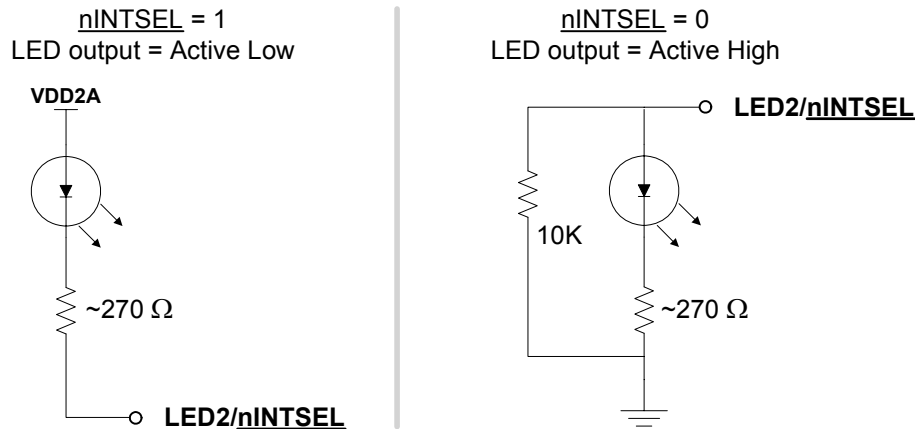 nINTSEL = 1
LED output = Active Low
VDD2A
~270 Ω
LED2/nINTSEL
nINTSEL = 0
LED output = Active High
LED2/nINTSEL
10K
~270 Ω